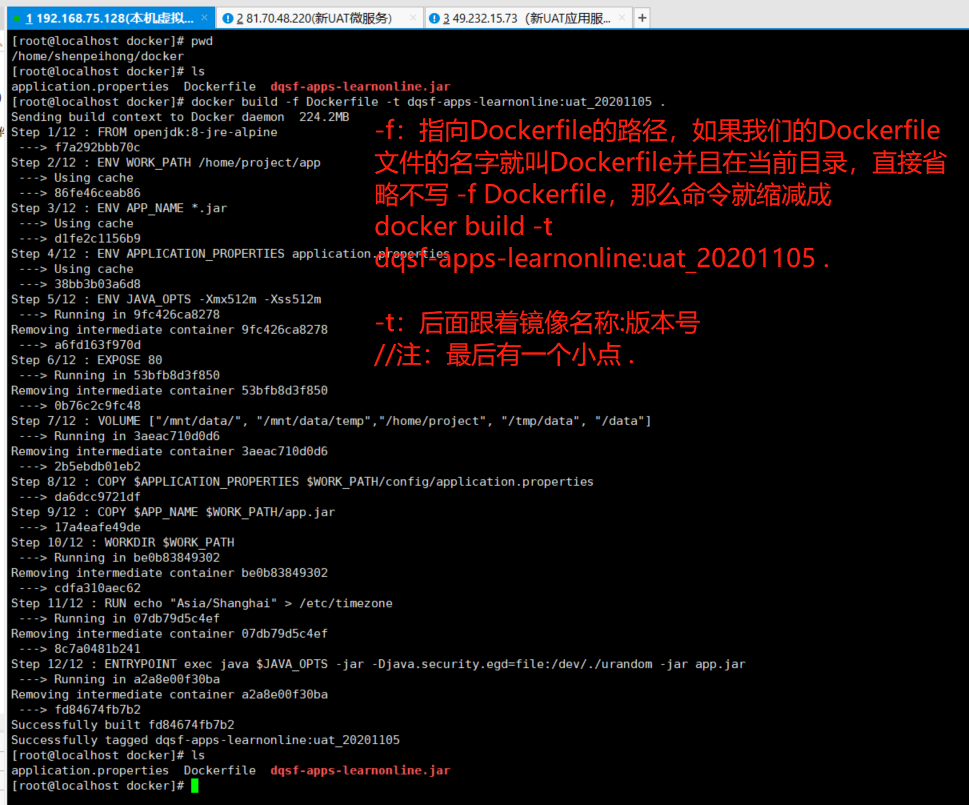 1 192.168.75.128(本机虚拟... × 2 81.70.48.220(新UAT微服务) × 3 49.232.15.73（新UAT应用服... × +
[root@localhost docker]# pwd
/home/shenpeihong/docker
[root@localhost docker]# ls
application.properties Dockerfile dqsf-apps-learnonline.jar
[root@localhost docker]# docker build -f Dockerfile -t dqsf-apps-learnonline:uat_20201105 .
Sending build context to Docker daemon 224.2MB
Step 1/12 : FROM openjdk:8-jre-alpine
---> f7a292bbb70c
Step 2/12 : ENV WORK_PATH /home/project/app
---> Using cache
---> 86fe46ceab86
Step 3/12 : ENV APP_NAME *.jar
---> Using cache
---> d1fe2c1156b9
Step 4/12 : ENV APPLICATION_PROPERTIES application.properties
---> Using cache
---> 38bb3b03a6d8
Step 5/12 : ENV JAVA_OPTS -Xmx512m -Xss512m
---> Running in 9fc426ca8278
Removing intermediate container 9fc426ca8278
---> a6fd163f970d
Step 6/12 : EXPOSE 80
---> Running in 53bfb8d3f850
Removing intermediate container 53bfb8d3f850
---> 0b76c2c9fc48
Step 7/12 : VOLUME ["/mnt/data/", "/mnt/data/temp","/home/project", "/tmp/data", "/data"]
---> Running in 3aeac710d0d6
Removing intermediate container 3aeac710d0d6
---> 2b5ebdb01eb2
Step 8/12 : COPY $APPLICATION_PROPERTIES $WORK_PATH/config/application.properties
---> da6dcc9721df
Step 9/12 : COPY $APP_NAME $WORK_PATH/app.jar
---> 17a4eafe49de
Step 10/12 : WORKDIR $WORK_PATH
---> Running in be0b83849302
Removing intermediate container be0b83849302
---> cdfa310aec62
Step 11/12 : RUN echo "Asia/Shanghai" > /etc/timezone
---> Running in 07db79d5c4ef
Removing intermediate container 07db79d5c4ef
---> 8c7a0481b241
Step 12/12 : ENTRYPOINT exec java $JAVA_OPTS -jar -Djava.security.egd=file:/dev/./urandom -jar app.jar
---> Running in a2a8e00f30ba
Removing intermediate container a2a8e00f30ba
---> fd84674fb7b2
Successfully built fd84674fb7b2
Successfully tagged dqsf-apps-learnonline:uat_20201105
[root@localhost docker]# ls
application.properties Dockerfile dqsf-apps-learnonline.jar
[root@localhost docker]#
-f：指向Dockerfile的路径，如果我们的Dockerfile
文件的名字就叫Dockerfile并且在当前目录，直接省
略不写 -f Dockerfile，那么命令就缩减成
docker build -t
dqsf-apps-learnonline:uat_20201105 .
-t：后面跟着镜像名称:版本号
//注：最后有一个小点 .